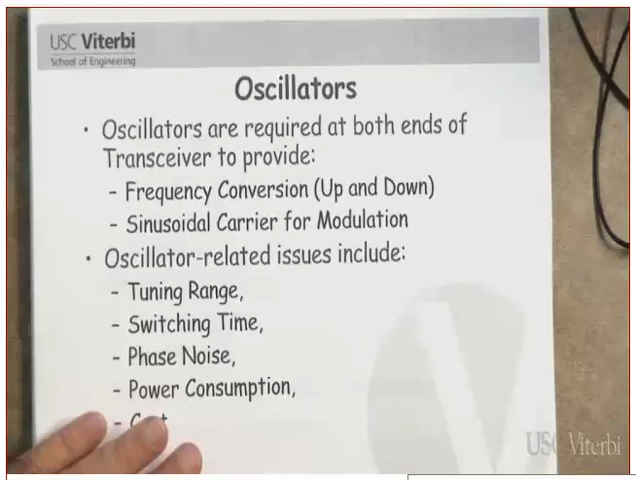 USC Viterbi
School of Engineering
Oscillators
• Oscillators are required at both ends of
Transceiver to provide:
– Frequency Conversion (Up and Down)
– Sinusoidal Carrier for Modulation
• Oscillator-related issues include:
– Tuning Range,
– Switching Time,
– Phase Noise,
– Power Consumption,
USC Viterbi